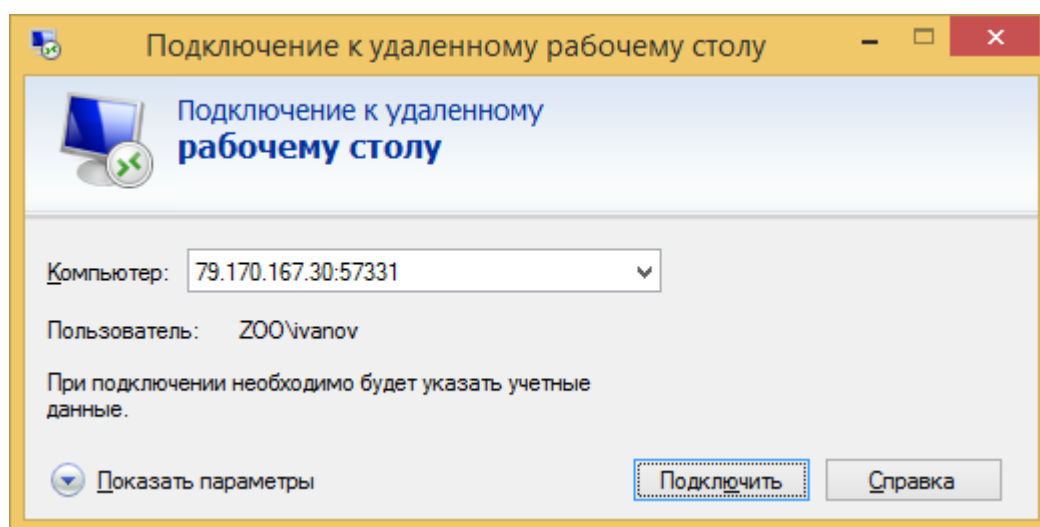 Подключение к удаленному рабочему столу
Подключение к удаленному
рабочему столу
Компьютер: 79.170.167.30:57331
Пользователь: ZOO\ivanov
При подключении необходимо будет указать учетные
данные.
Показать параметры Подключить Справка